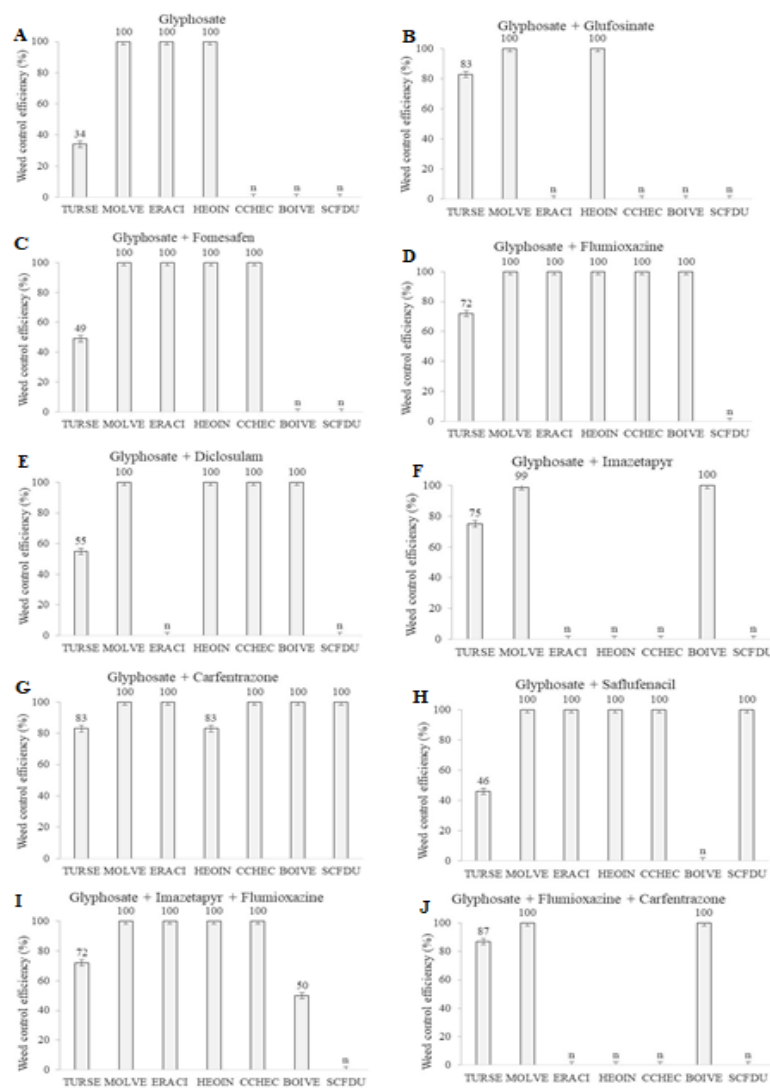 A
Glyphosate
Weed control efficiency (%)
100
80
60
40
20
0
34
100
100
100
n
n
n
TURSE MOLVE ERACI HEOIN CCHEC BOIVE SCFDU
B
Glyphosate + Glufosinate
Weed control efficiency (%)
100
80
60
40
20
0
83
100
n
100
n
n
n
TURSE MOLVE ERACI HEOIN CCHEC BOIVE SCFDU
C
Glyphosate + Fomesafen
Weed control efficiency (%)
100
80
60
40
20
0
49
100
100
100
100
n
n
TURSE MOLVE ERACI HEOIN CCHEC BOIVE SCFDU
D
Glyphosate + Flumioxazine
Weed control efficiency (%)
100
80
60
40
20
0
72
100
100
100
100
100
n
TURSE MOLVE ERACI HEOIN CCHEC BOIVE SCFDU
E
Glyphosate + Diclosulam
Weed control efficiency (%)
100
80
60
40
20
0
55
100
n
100
100
100
n
TURSE MOLVE ERACI HEOIN CCHEC BOIVE SCFDU
F
Glyphosate + Imazetapyr
Weed control efficiency (%)
100
80
60
40
20
0
75
99
n
n
n
100
n
TURSE MOLVE ERACI HEOIN CCHEC BOIVE SCFDU
G
Glyphosate + Carfentrazone
Weed control efficiency (%)
100
80
60
40
20
0
83
100
100
83
100
100
100
TURSE MOLVE ERACI HEOIN CCHEC BOIVE SCFDU
H
Glyphosate + Saflufenacil
Weed control efficiency (%)
100
80
60
40
20
0
46
100
100
100
100
n
100
TURSE MOLVE ERACI HEOIN CCHEC BOIVE SCFDU
I
Glyphosate + Imazetapyr + Flumioxazine
Weed control efficiency (%)
100
80
60
40
20
0
72
100
100
100
100
50
n
TURSE MOLVE ERACI HEOIN CCHEC BOIVE SCFDU
J
Glyphosate + Flumioxazine + Carfentrazone
Weed control efficiency (%)
100
80
60
40
20
0
87
100
n
n
n
100
n
TURSE MOLVE ERACI HEOIN CCHEC BOIVE SCFDU